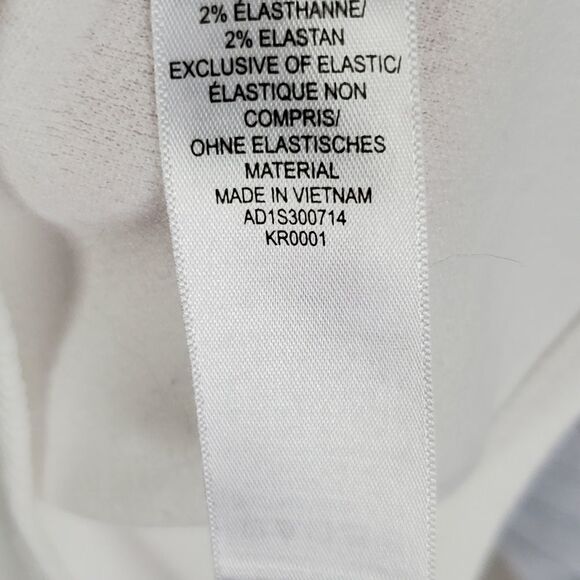 2% ÉLASTHANNE/
2% ELASTAN
EXCLUSIVE OF ELASTIC/
ÉLASTIQUE NON
COMPRIS/
OHNE ELASTISCHES
MATERIAL
MADE IN VIETNAM
AD1S300714
KR0001